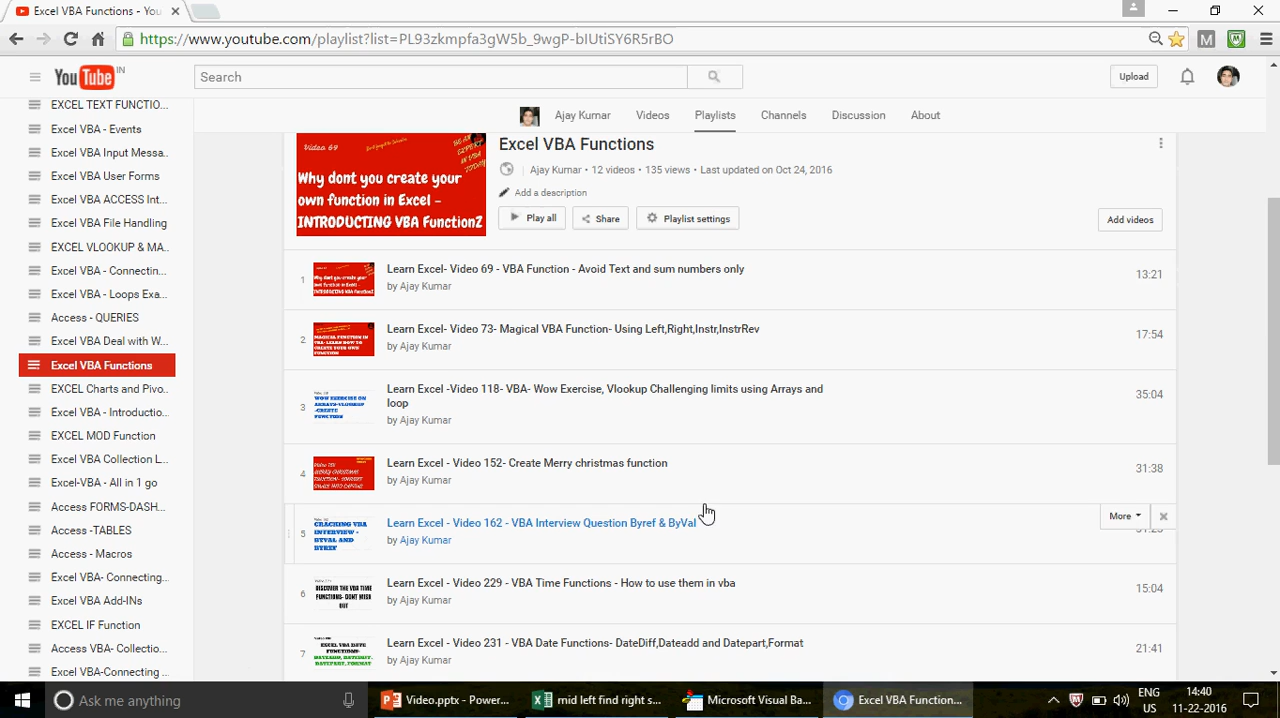 Excel VBA Functions - You
https://www.youtube.com/playlist?list=PL93zkmpfa3gW5b_9wgP-bIUtiSY6R5rBO
YouTube IN
Search
Upload
Ajay Kumar
Videos
Playlists
Channels
Discussion
About
EXCEL TEXT FUNCTIO...
Excel VBA - Events
Excel VBA Input Messa..
Excel VBA User Forms
Excel VBA ACCESS Int...
Excel VBA File Handling
EXCEL VLOOKUP & MA..
Excel VBA - Connectin...
Excel VBA - Loops Exa...
Access - QUERIES
Excel VBA Deal with W...
Excel VBA Functions
EXCEL Charts and Pivo..
Excel VBA - Introductio...
EXCEL MOD Function
Excel VBA Collection L...
Excel-VBA - All in 1 go
Access FORMS-DASH...
Access -TABLES
Access - Macros
Excel VBA- Connecting...
Excel VBA Add-INs
EXCEL IF Function
Access VBA- Collectio...
Excel VBA-Connecting ...
Video 69
Why dont you create your
own function in Excel -
INTRODUCTING VBA FunctionZ
Excel VBA Functions
Ajay Kumar • 12 videos • 135 views • Last updated on Oct 24, 2016
Add a description
Play all
Share
Playlist settings
Add videos
1
Learn Excel- Video 69 - VBA Function - Avoid Text and sum numbers only
by Ajay Kumar
13:21
2
Learn Excel- Video 73- Magical VBA Function- Using Left,Right,Instr,InstrRev
by Ajay Kumar
17:54
3
Learn Excel -Video 118- VBA- Wow Exercise, Vlookup Challenging limits using Arrays and
loop
by Ajay Kumar
35:04
4
Learn Excel - Video 152- Create Merry christmas function
by Ajay Kumar
31:38
5
CRACKING VBA
INTERVIEW -
BYVAL AND
BYREF
Learn Excel - Video 162 - VBA Interview Question Byref & ByVal
by Ajay Kumar
More
6
DISCOVER THE VBA TIME
FUNCTIONS- DONT MISS
OUT
Learn Excel - Video 229 - VBA Time Functions - How to use them in vba
by Ajay Kumar
15:04
7
Learn Excel - Video 231 - VBA Date Functions- DateDiff,Dateadd and Datepart,Format
by Ajay Kumar
21:41
Ask me anything
Video.pptx - Power...
mid left find right s...
Microsoft Visual Ba...
Excel VBA Function...
ENG
US
14:40
11-22-2016